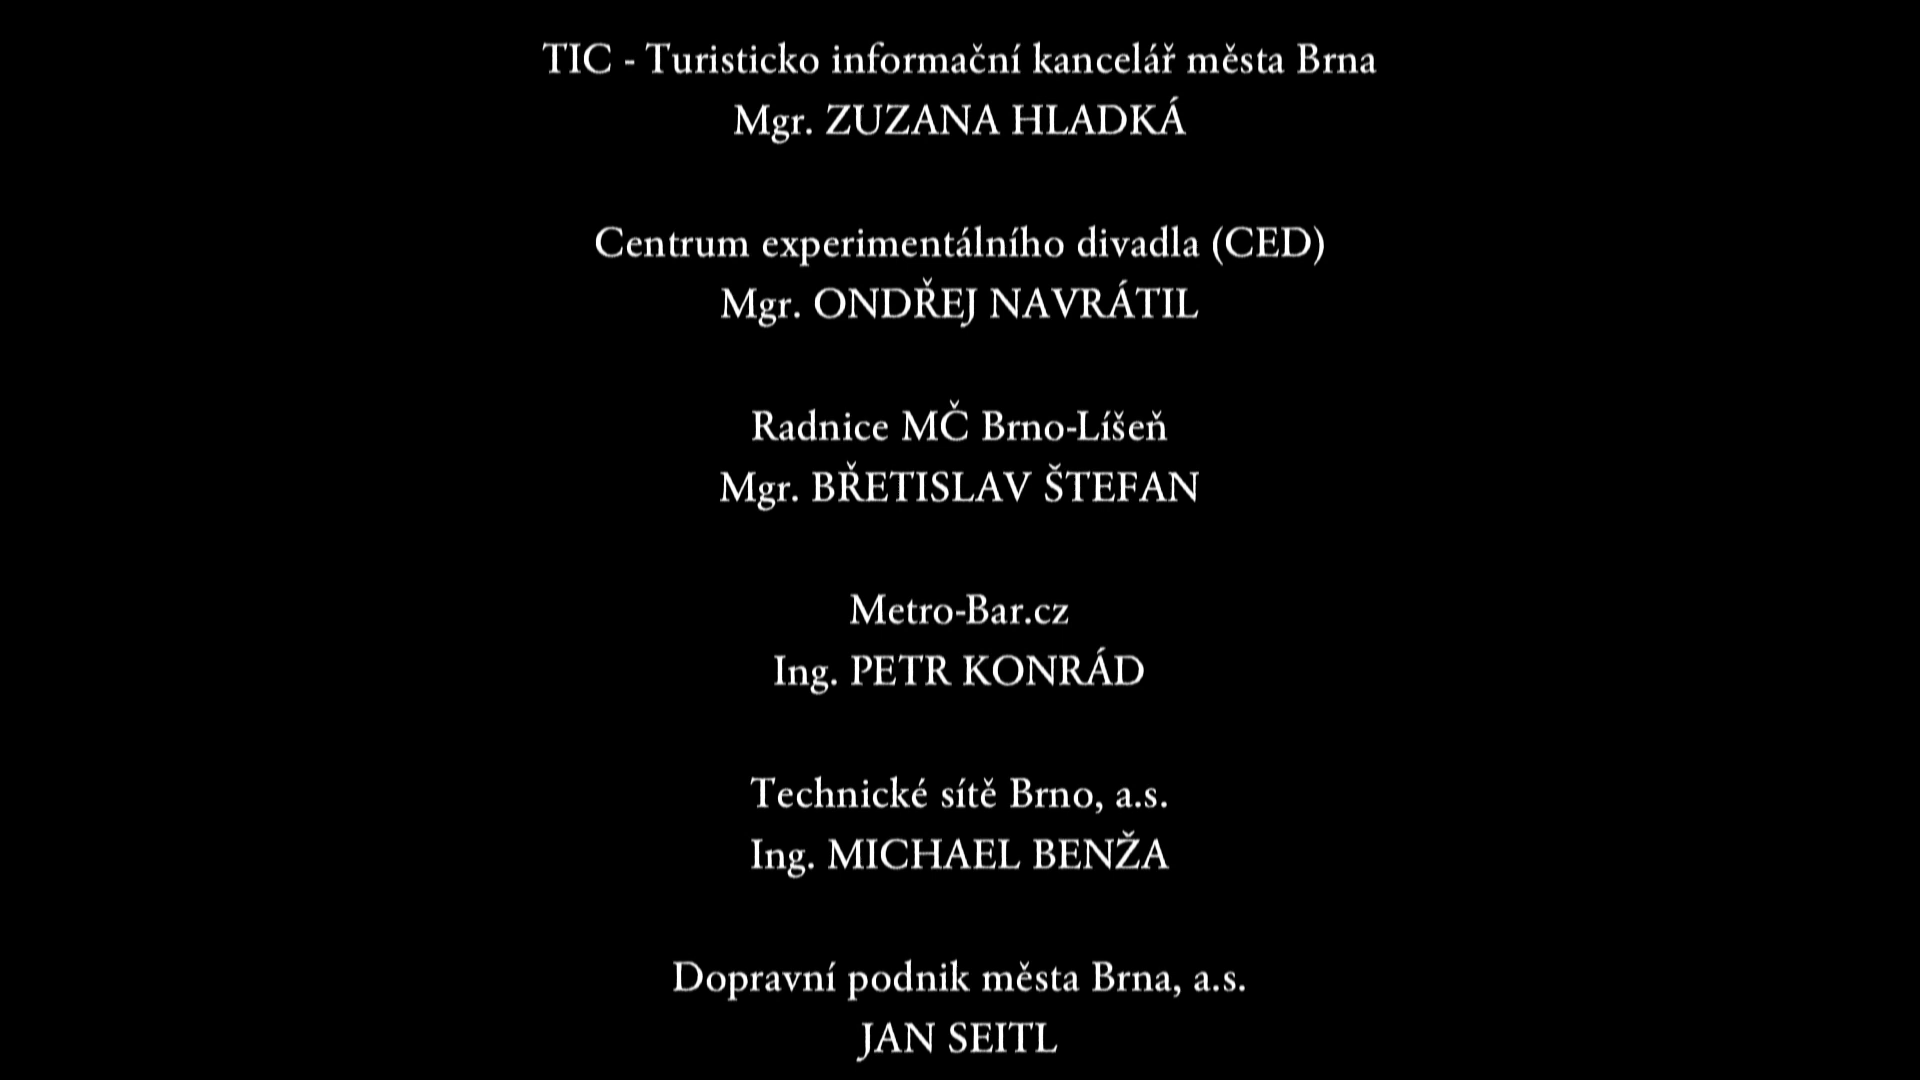 TIC - Turisticko informační kancelář města Brna
Mgr. ZUZANA HLADKÁ
Centrum experimentálního divadla (CED)
Mgr. ONDŘEJ NAVRÁTIL
Radnice MČ Brno-Líšeň
Mgr. BŘETISLAV ŠTEFAN
Metro-Bar.cz
Ing. PETR KONRÁD
Technické sítě Brno, a.s.
Ing. MICHAEL BENŽA
Dopravní podnik města Brna, a.s.
JAN SEITL